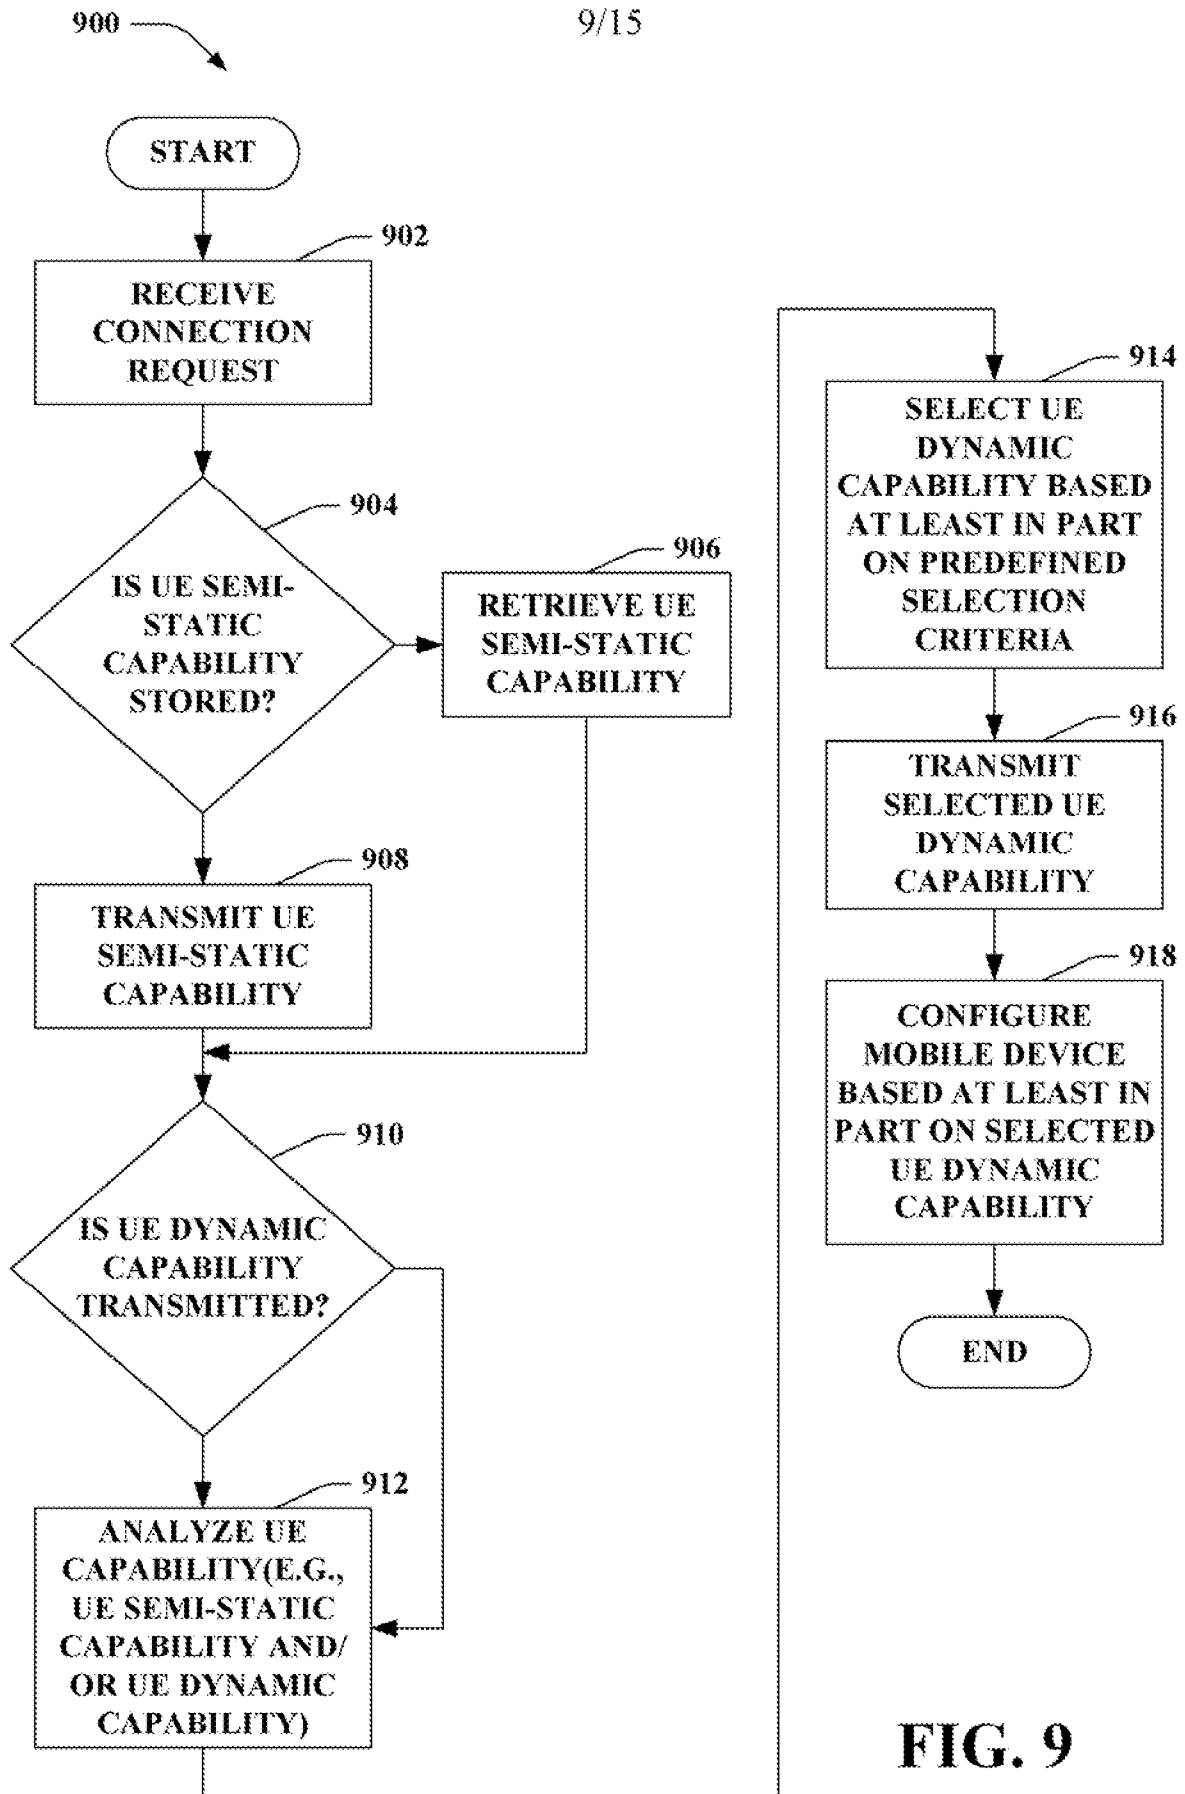 900
9/15
START
902
RECEIVE
CONNECTION
REQUEST
904
IS UE SEMI-
STATIC
CAPABILITY
STORED?
906
RETRIEVE UE
SEMI-STATIC
CAPABILITY
908
TRANSMIT UE
SEMI-STATIC
CAPABILITY
910
IS UE DYNAMIC
CAPABILITY
TRANSMITTED?
912
ANALYZE UE
CAPABILITY(E.G.,
UE SEMI-STATIC
CAPABILITY AND/
OR UE DYNAMIC
CAPABILITY)
914
SELECT UE
DYNAMIC
CAPABILITY BASED
AT LEAST IN PART
ON PREDEFINED
SELECTION
CRITERIA
916
TRANSMIT
SELECTED UE
DYNAMIC
CAPABILITY
918
CONFIGURE
MOBILE DEVICE
BASED AT LEAST IN
PART ON SELECTED
UE DYNAMIC
CAPABILITY
END
FIG. 9